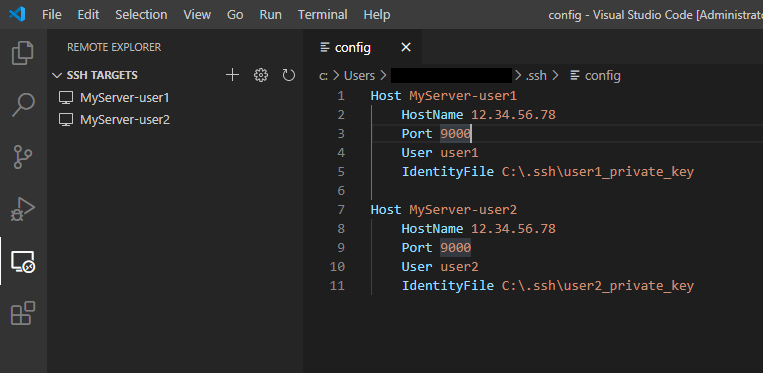 File Edit Selection View Go Run Terminal Help config - Visual Studio Code [Administrato
REMOTE EXPLORER
SSH TARGETS
MyServer-user1
MyServer-user2
config
c: > Users > > .ssh > config
1 Host MyServer-user1
2 HostName 12.34.56.78
3 Port 9000
4 User user1
5 IdentityFile C:\.ssh\user1_private_key
6
7 Host MyServer-user2
8 HostName 12.34.56.78
9 Port 9000
10 User user2
11 IdentityFile C:\.ssh\user2_private_key